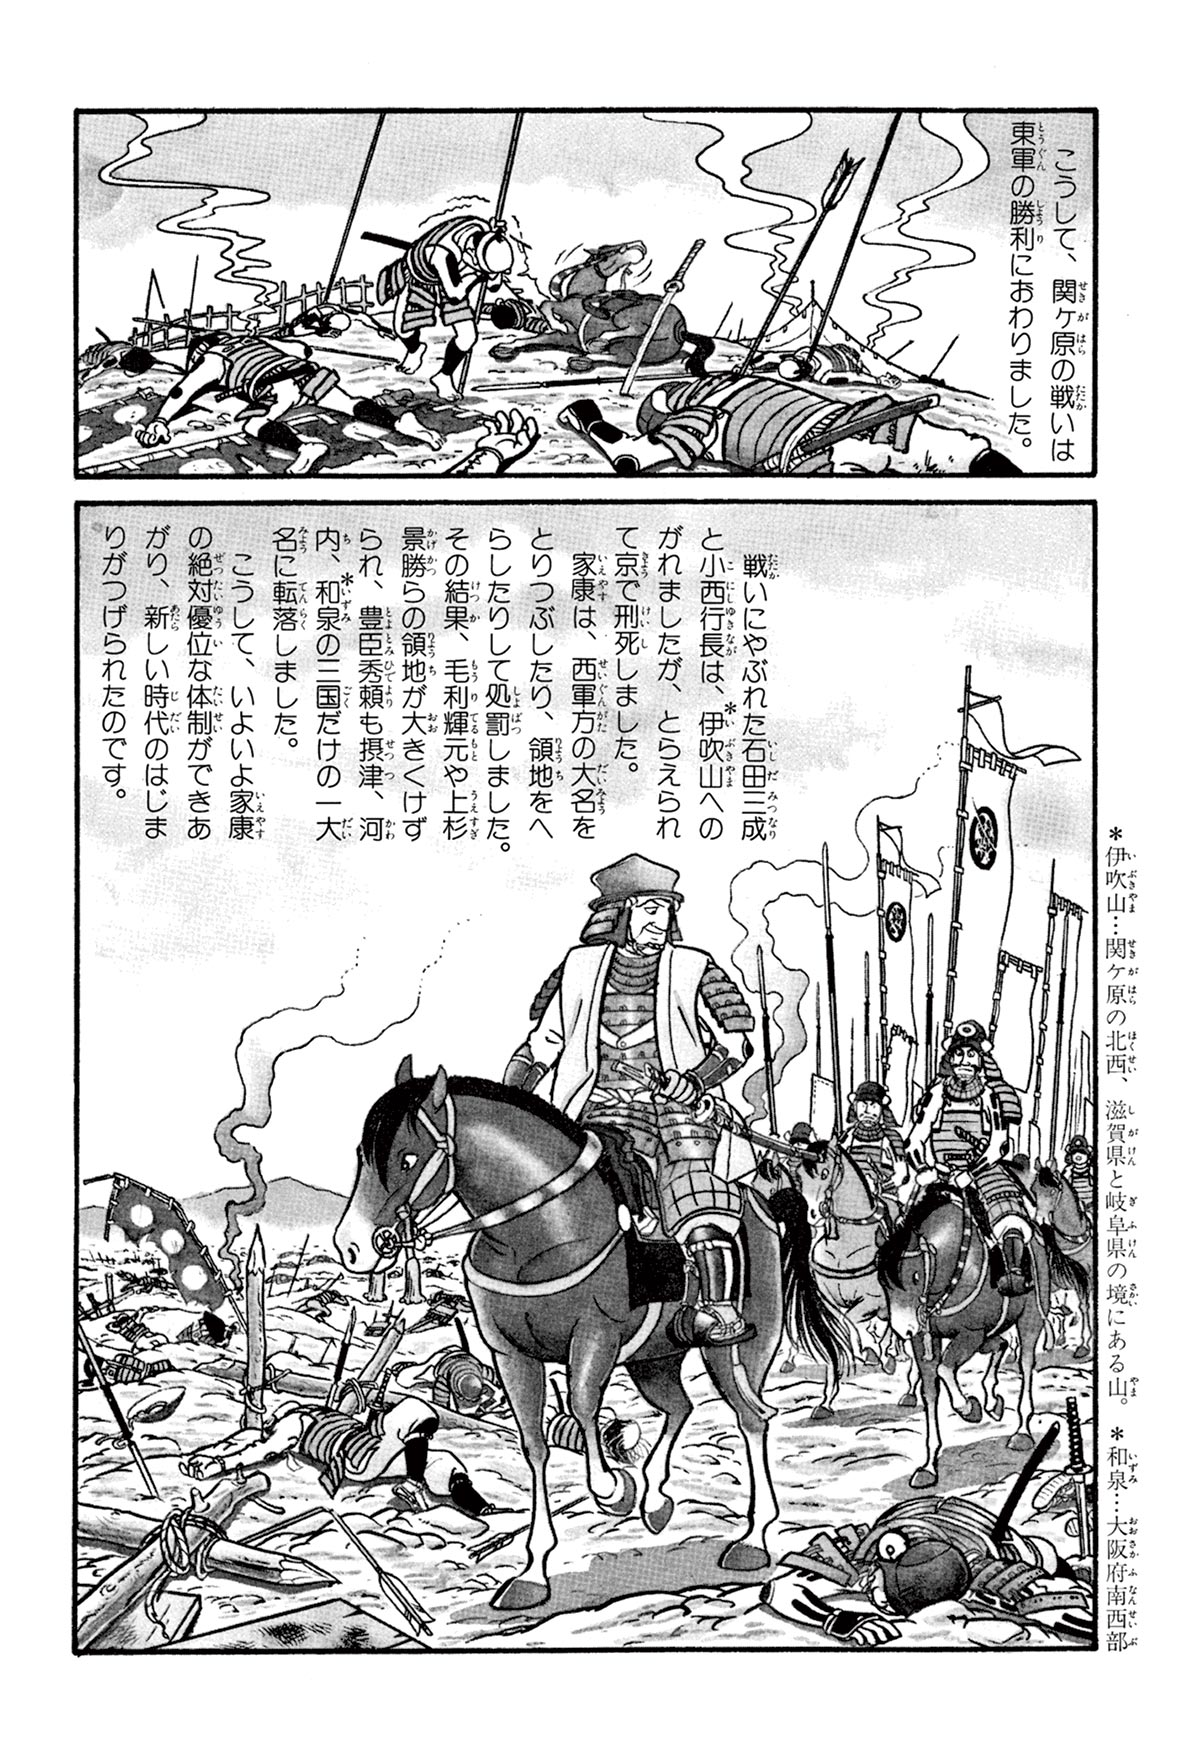 こうして、関ヶ原の戦いは
東軍の勝利におわりました。
戦いにやぶれた石田三成
と小西行長は、＊伊吹山への
がれましたが、とらえられ
て京で刑死しました。
家康は、西軍方の大名を
とりつぶしたり、領地をへ
らしたりして処罰しました。
その結果、毛利輝元や上杉
景勝らの領地が大きくけず
られ、豊臣秀頼も摂津、河
内、＊和泉の三国だけの一大
名に転落しました。
こうして、いよいよ家康
の絶対優位な体制ができあ
がり、新しい時代のはじま
りがつげられたのです。
＊伊吹山…関ヶ原の北西、滋賀県と岐阜県の境にある山。＊和泉…大阪府南西部